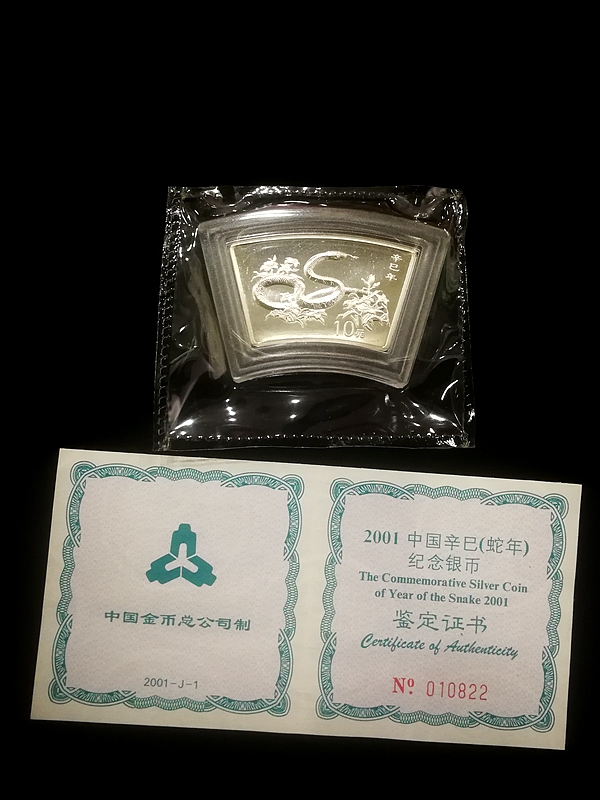 辛巳年
10元
中国金币总公司制
2001-J-1
2001 中国辛巳(蛇年)
纪念银币
The Commemorative Silver Coin
of Year of the Snake 2001
鉴定证书
Certificate of Authenticity
Nº 010822